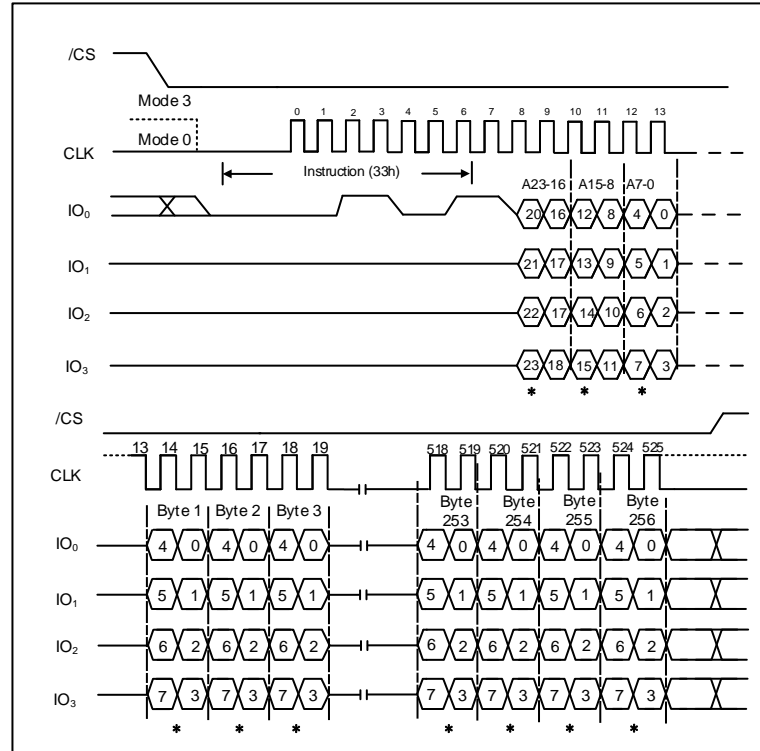 /CS
Mode 3
Mode 0
CLK
0 1 2 3 4 5 6 7 8 9 10 11 12 13
Instruction (33h)
A23-16 A15-8 A7-0
IO0 20 16 12 8 4 0
IO1 21 17 13 9 5 1
IO2 22 17 14 10 6 2
IO3 23 18 15 11 7 3
* * *
/CS
13 14 15 16 17 18 19 518 519 520 521 522 523 524 525
CLK
Byte 1 Byte 2 Byte 3 Byte 253 Byte 254 Byte 255 Byte 256
IO0 4 0 4 0 4 0 4 0 4 0 4 0 4 0
IO1 5 1 5 1 5 1 5 1 5 1 5 1 5 1
IO2 6 2 6 2 6 2 6 2 6 2 6 2 6 2
IO3 7 3 7 3 7 3 7 3 7 3 7 3 7 3
* * * * * * *